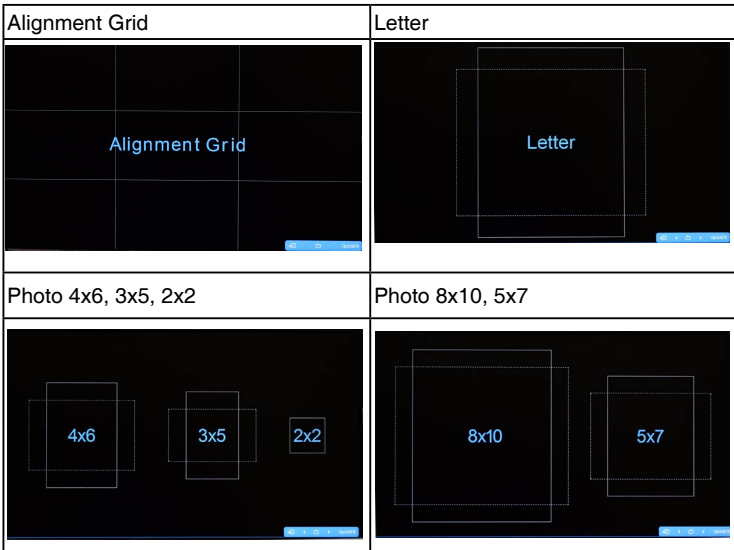 Alignment Grid
Letter
Alignment Grid
Letter
Photo 4x6, 3x5, 2x2
Photo 8x10, 5x7
4x6
3x5
2x2
8x10
5x7